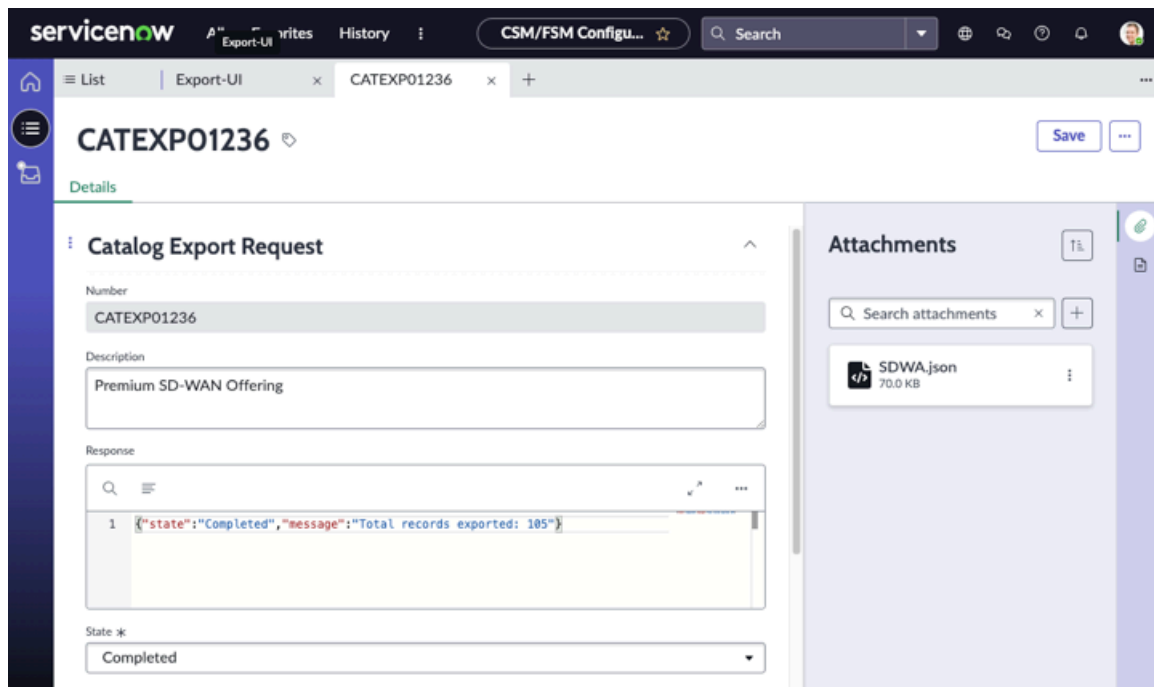 servicenow
Favorites History
Export-UI
CSM/FSM Configu...
Search
List
Export-UI
CATEXP01236
CATEXP01236
Save
Details
Catalog Export Request
Number
CATEXP01236
Description
Premium SD-WAN Offering
Response
1 {"state":"Completed","message":"Total records exported: 105"}
State *
Completed
Attachments
Search attachments
SDWA.json
70.0 KB